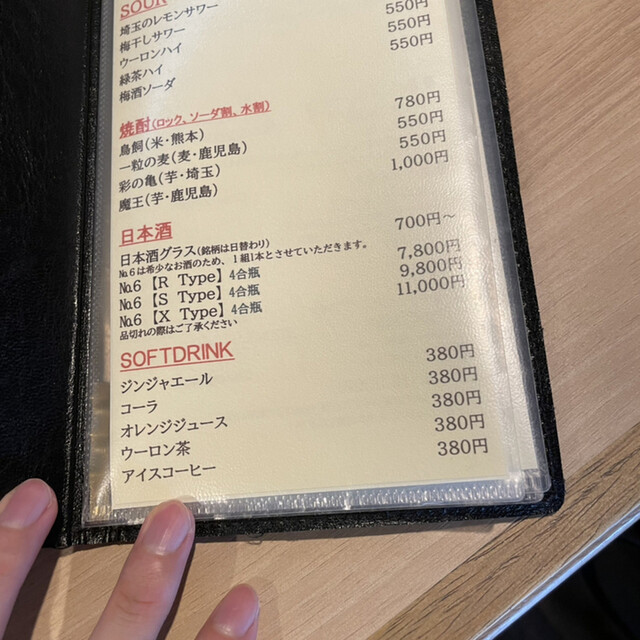 SOUR
埼玉のレモンサワー 550円
梅干しサワー 550円
ウーロンハイ 550円
緑茶ハイ
梅酒ソーダ
焼酎(ロック、ソーダ割、水割)
鳥飼(米・熊本) 780円
一粒の麦(麦・鹿児島) 550円
彩の亀(芋・埼玉) 550円
魔王(芋・鹿児島) 1,000円
日本酒
日本酒グラス(銘柄は日替わり) 700円～
№6は希少なお酒のため、1組1本とさせていただきます。
№6【R Type】4合瓶 7,800円
№6【S Type】4合瓶 9,800円
№6【X Type】4合瓶 11,000円
品切れの際はご了承ください
SOFTDRINK
ジンジャエール 380円
コーラ 380円
オレンジジュース 380円
ウーロン茶 380円
アイスコーヒー 380円